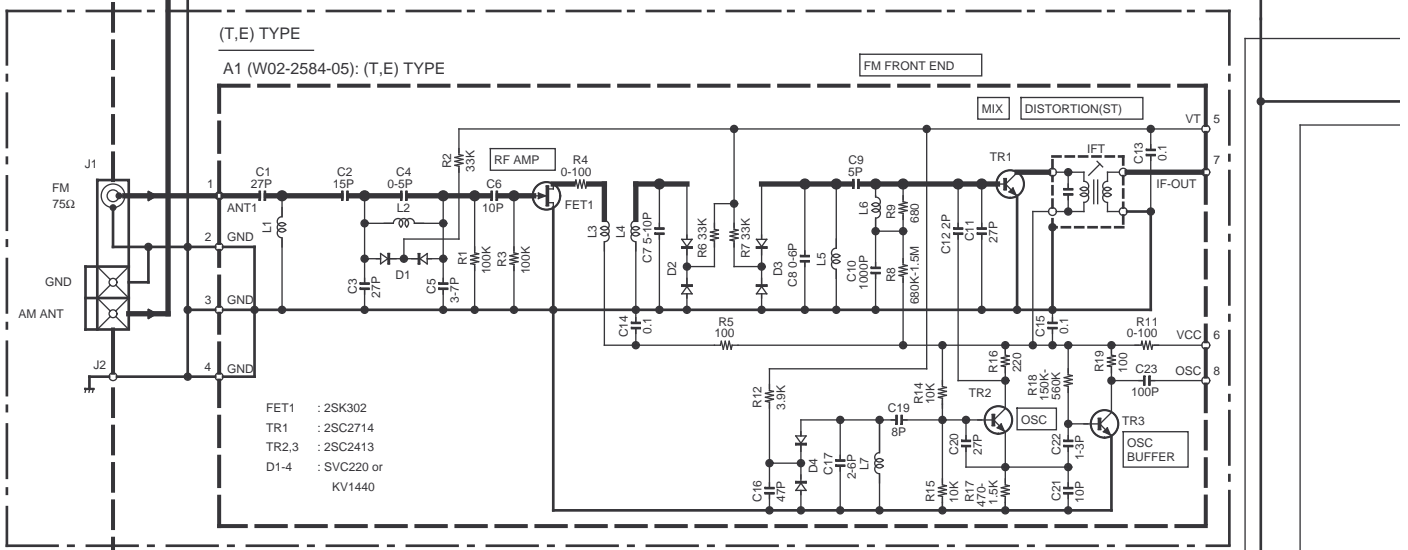 (T,E) TYPE
A1 (W02-2584-05): (T,E) TYPE
FM FRONT END
MIX
DISTORTION(ST)
VT
5
J1
FM
75Ω
1
ANT1
C1
27P
L1
C2
15P
C4
0-5P
L2
R2
33K
RF AMP
C6
10P
R4
0-100
FET1
L3
L4
C7 5-10P
R6 33K
R7 33K
C9
5P
L6
R9
680
C12 2P
C11
27P
TR1
IFT
C13
0.1
7
IF-OUT
2
GND
D1
C3
27P
C5
3-7P
R1
100K
R3
100K
D2
D3
C8 0-6P
L5
C10
1000P
R8
680K-1.5M
GND
AM ANT
3
GND
C14
0.1
R5
100
C15
0.1
R11
0-100
VCC
6
J2
4
GND
R12
3.9K
R14
10K
R16
220
R18
150K-
560K
R19
100
C23
100P
OSC
8
FET1 : 2SK302
TR1 : 2SC2714
TR2,3 : 2SC2413
D1-4 : SVC220 or
KV1440
C19
8P
TR2
OSC
TR3
OSC
BUFFER
C16
47P
D4
C17
2-6P
L7
R15
10K
C20
27P
R17
470-
1.5K
C22
1-3P
C21
10P